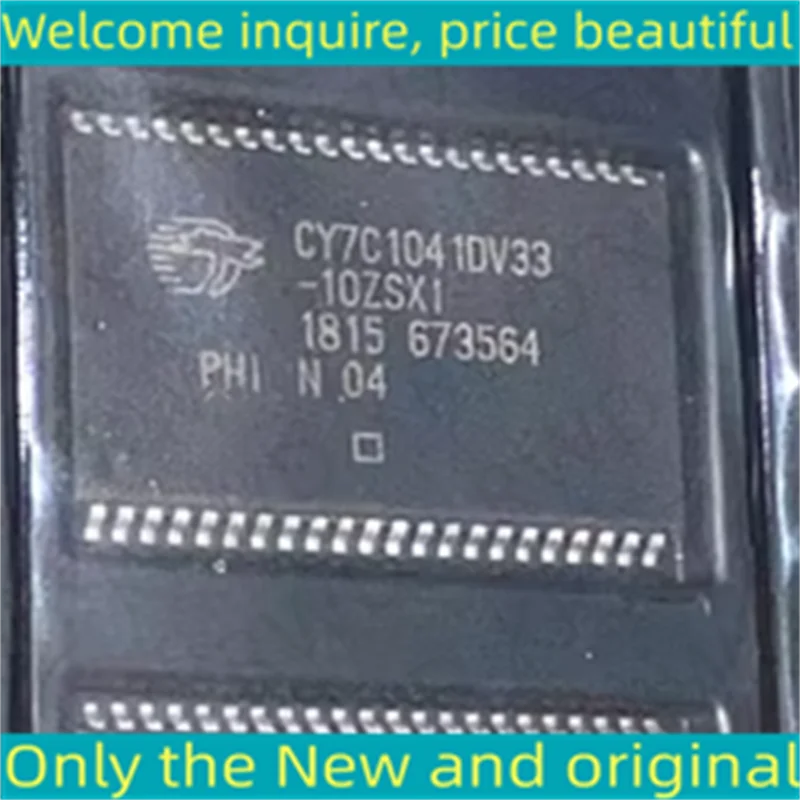 Welcome inquire, price beautiful
CY7C1041DV33
-10ZSXI
1815 673564
PHI N 04
Only the New and original